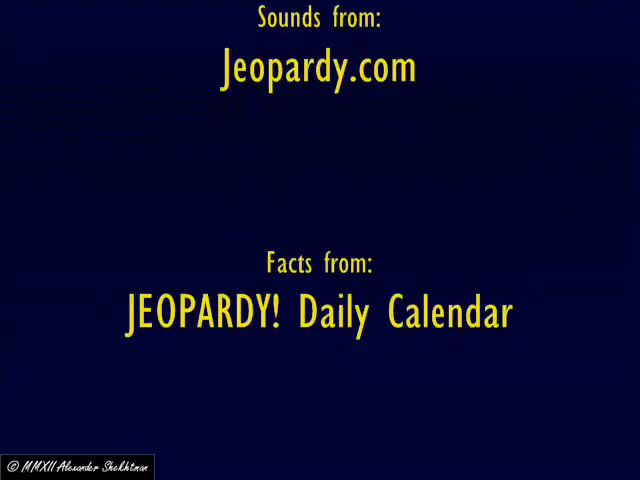 Sounds from:
Jeopardy.com
Facts from:
JEOPARDY! Daily Calendar
© MMXII Alexander Shekhtman